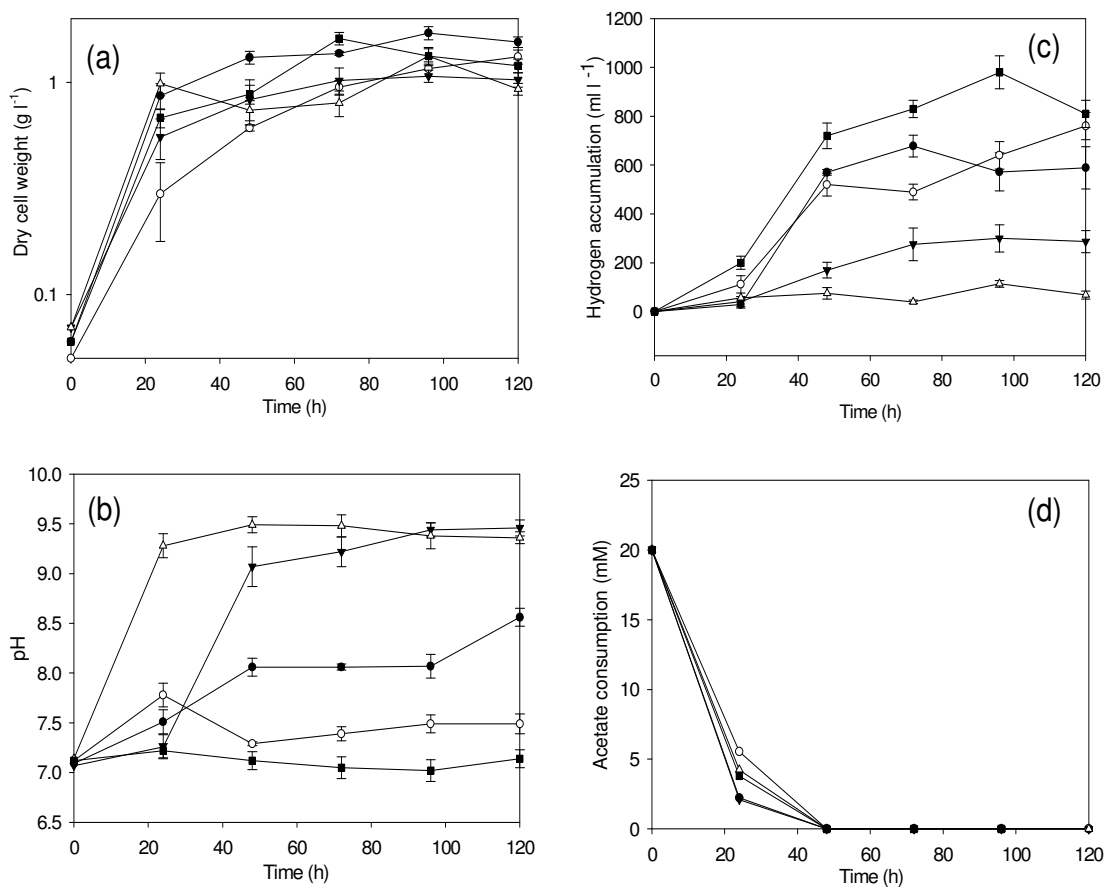 (a)
Dry cell weight (g l-1)
1
0.1
0 20 40 60 80 100 120
Time (h)
(c)
Hydrogen accumulation (ml l-1)
1200
1000
800
600
400
200
0
0 20 40 60 80 100 120
Time (h)
(b)
pH
10.0
9.5
9.0
8.5
8.0
7.5
7.0
6.5
0 20 40 60 80 100 120
Time (h)
(d)
Acetate consumption (mM)
25
20
15
10
5
0
0 20 40 60 80 100 120
Time (h)